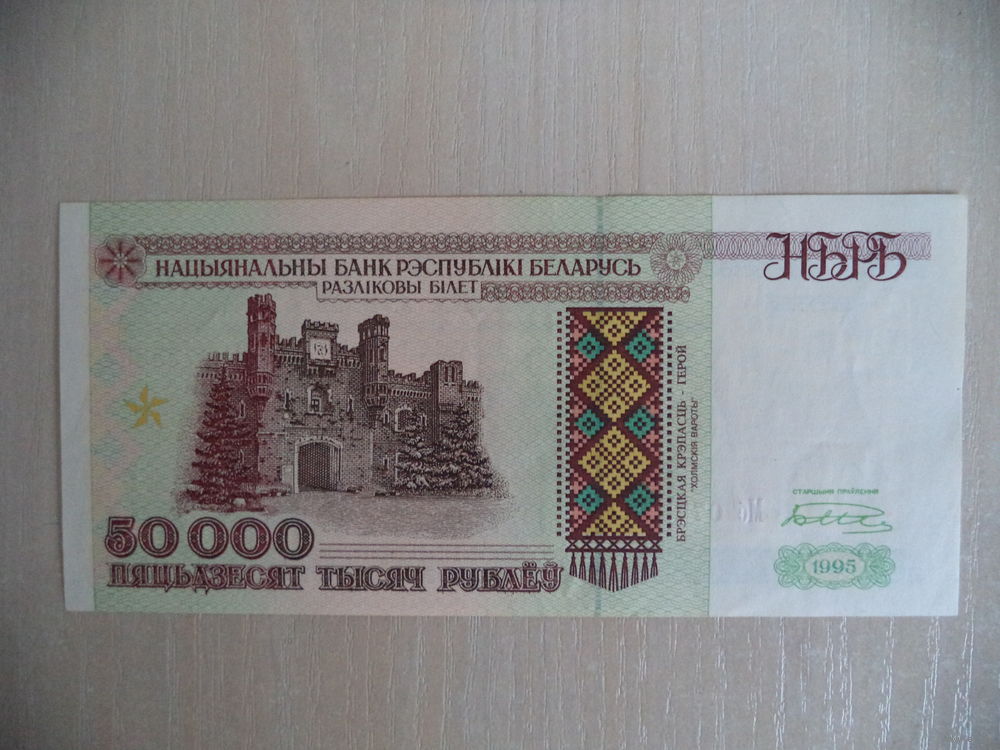 НАЦЫЯНАЛЬНЫ БАНК РЭСПУБЛІКІ БЕЛАРУСЬ
РАЗЛІКОВЫ БІЛЕТ
НБРБ
БРЭСЦКАЯ КРЭПАСЦЬ - ГЕРОЙ
"ХОЛМСКІЯ ВАРОТЫ"
СТАРШЫНЯ ПРАЎЛЕННЯ
1995
50 000
ПЯЦЬДЗЕСЯТ ТЫСЯЧ РУБЛЁЎ